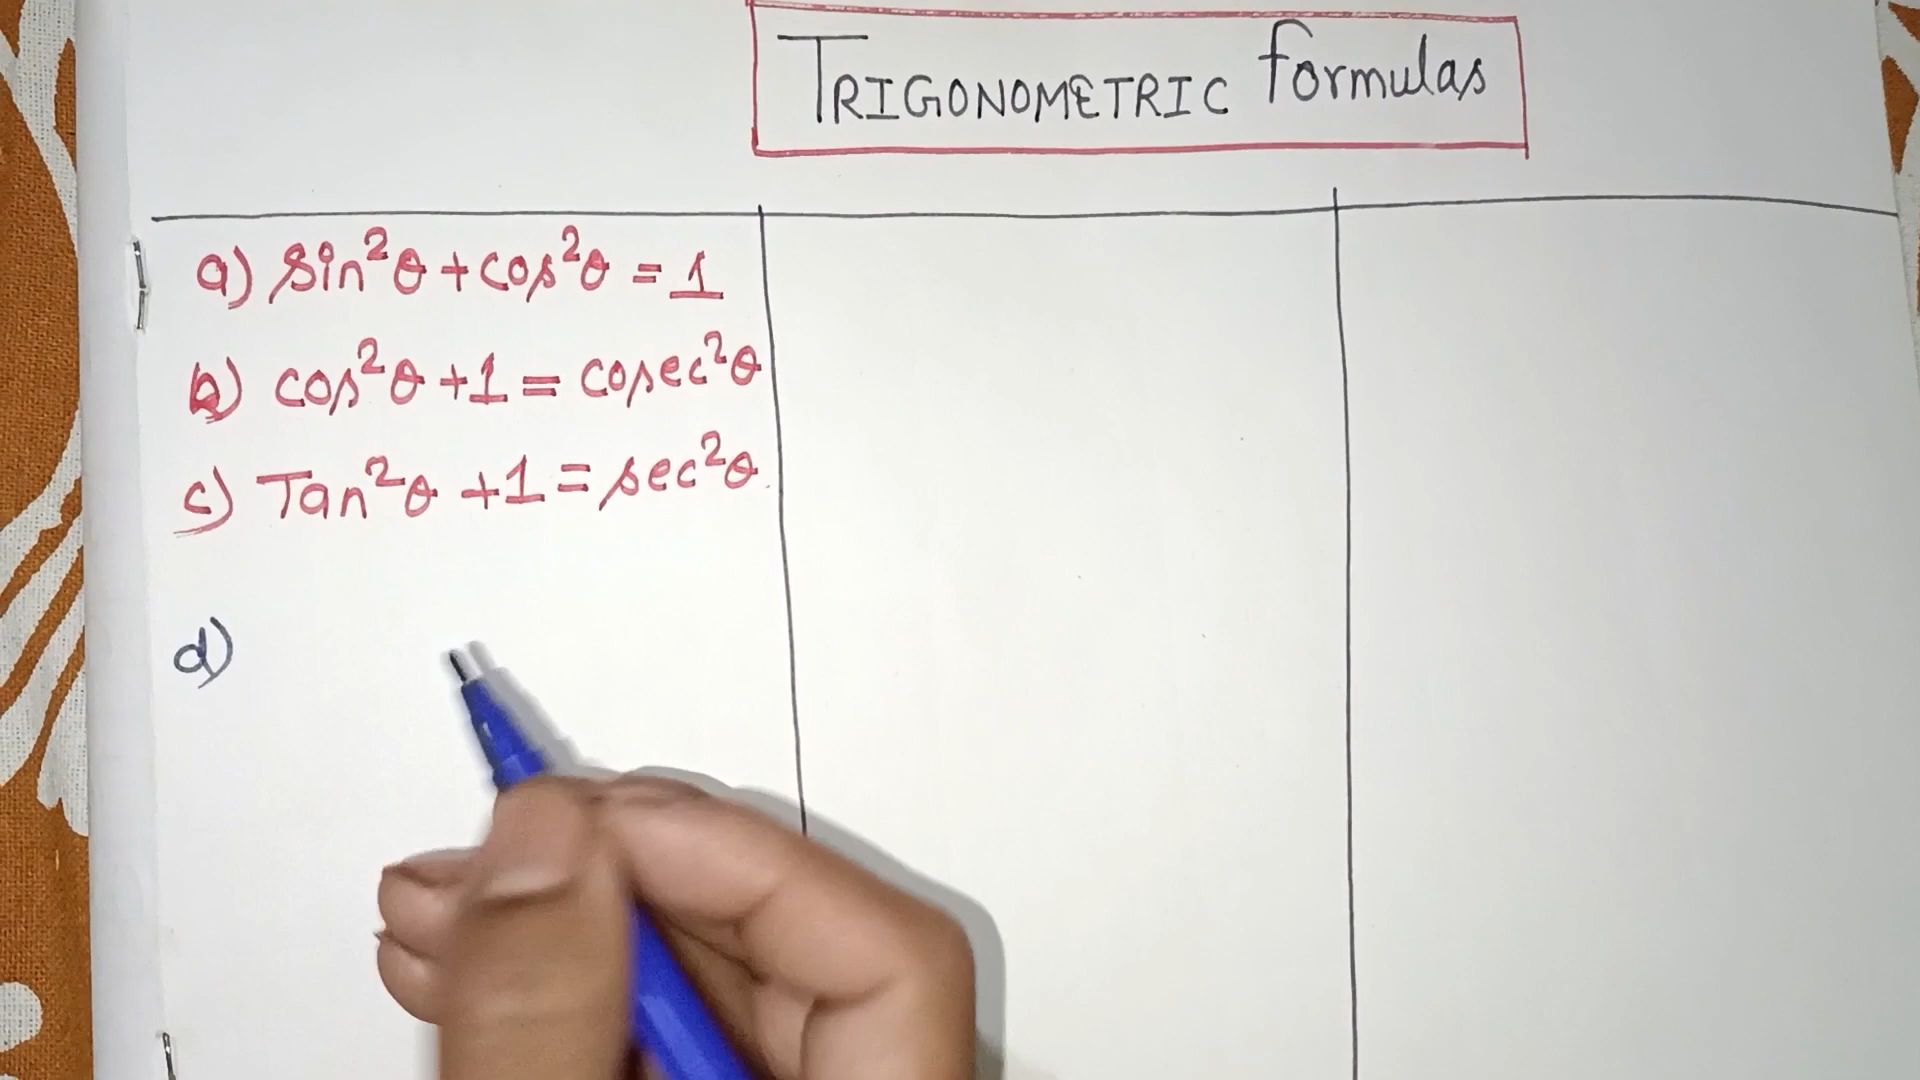 TRIGONOMETRIC formulas
a) sin²θ + cos²θ = 1
b) cos²θ + 1 = cosec²θ
c) Tan²θ + 1 = sec²θ
d)